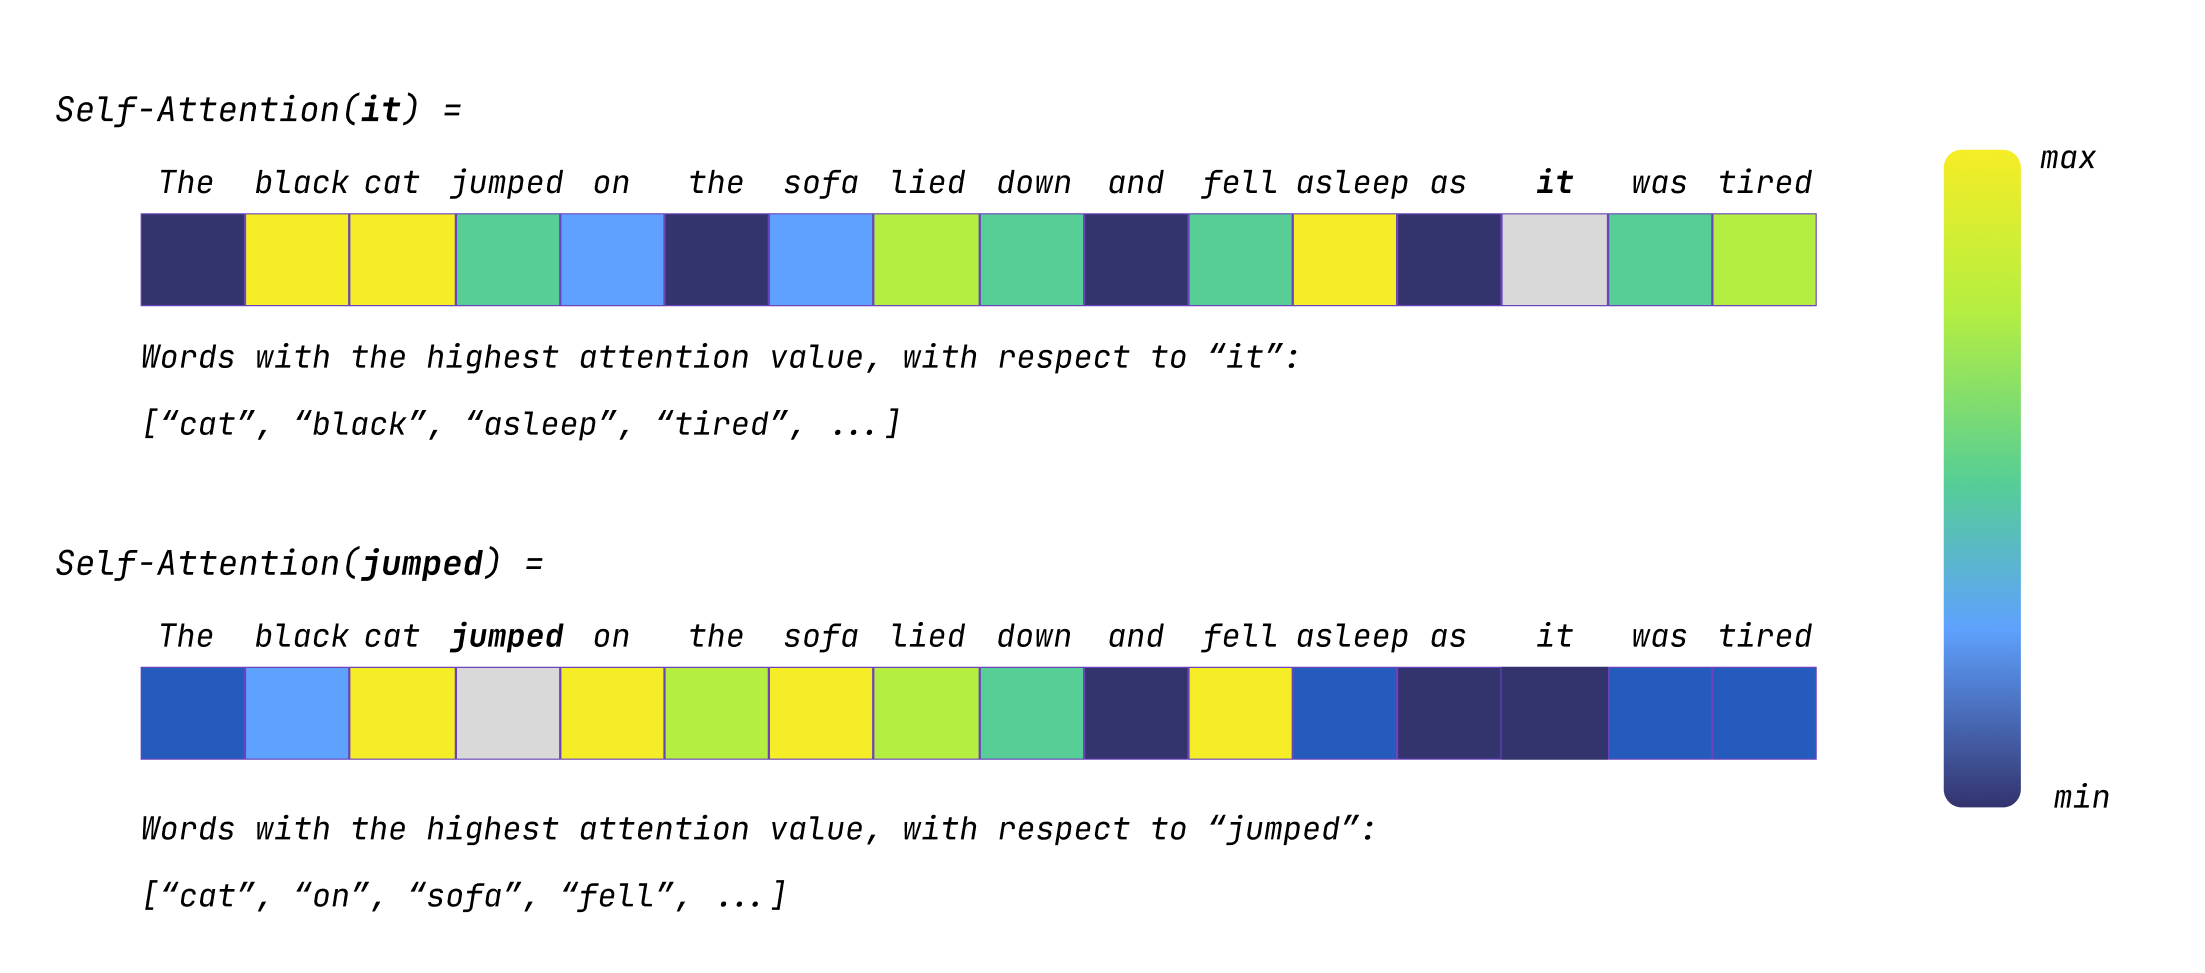 Self-Attention(it) =
max
The black cat jumped on the sofa lied down and fell asleep as it was tired
Words with the highest attention value, with respect to “it”:
[“cat”, “black”, “asleep”, “tired”, ...]
Self-Attention(jumped) =
The black cat jumped on the sofa lied down and fell asleep as it was tired
min
Words with the highest attention value, with respect to “jumped”:
[“cat”, “on”, “sofa”, “fell”, ...]